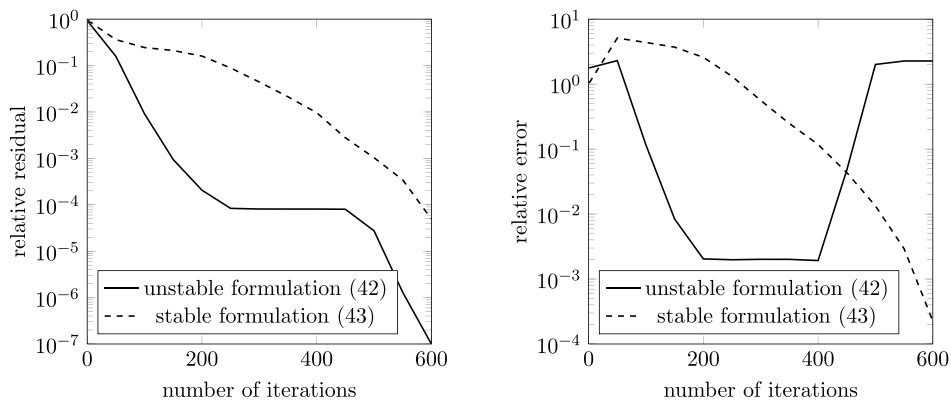 10^0
10^-1
10^-2
10^-3
10^-4
10^-5
10^-6
10^-7
relative residual
unstable formulation (42)
stable formulation (43)
0
200
400
600
number of iterations
10^1
10^0
10^-1
10^-2
10^-3
10^-4
relative error
unstable formulation (42)
stable formulation (43)
0
200
400
600
number of iterations